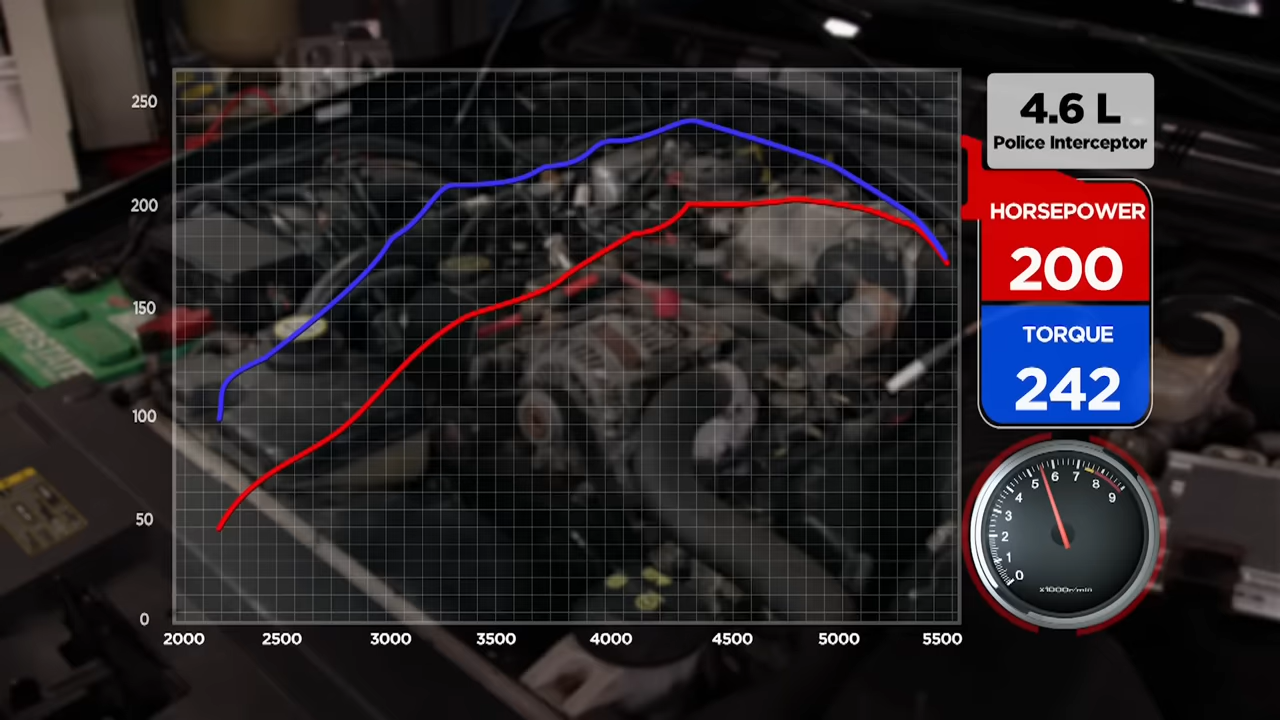 250
200
150
100
50
0
2000 2500 3000 3500 4000 4500 5000 5500
4.6 L
Police Interceptor
HORSEPOWER
200
TORQUE
242
0 1 2 3 4 5 6 7 8 9
x1000r/min
INTERSTATE